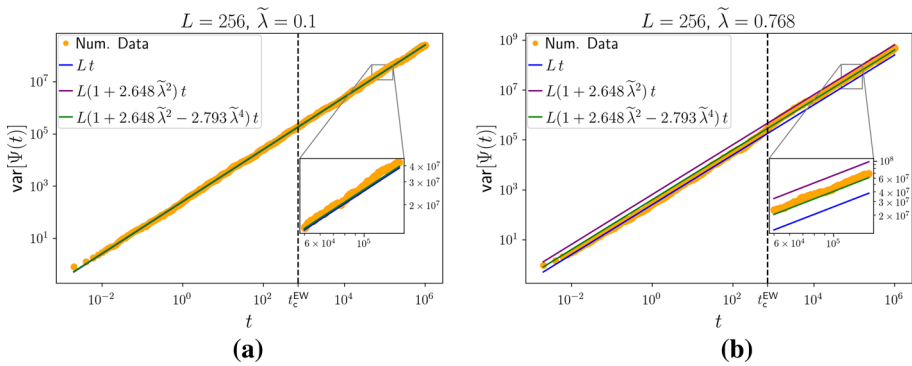 L = 256, λ̃ = 0.1
var[Ψ(t)]
10⁷
10⁵
10³
10¹
Num. Data
L t
L(1 + 2.648 λ̃²) t
L(1 + 2.648 λ̃² − 2.793 λ̃⁴) t
4 × 10⁷
3 × 10⁷
2 × 10⁷
6 × 10⁴ 10⁵
10⁻² 10⁰ 10² t_c^EW 10⁴ 10⁶
t
(a)
L = 256, λ̃ = 0.768
var[Ψ(t)]
10⁹
10⁷
10⁵
10³
10¹
Num. Data
L t
L(1 + 2.648 λ̃²) t
L(1 + 2.648 λ̃² − 2.793 λ̃⁴) t
10⁸
6 × 10⁷
4 × 10⁷
3 × 10⁷
2 × 10⁷
6 × 10⁴ 10⁵
10⁻² 10⁰ 10² t_c^EW 10⁴ 10⁶
t
(b)